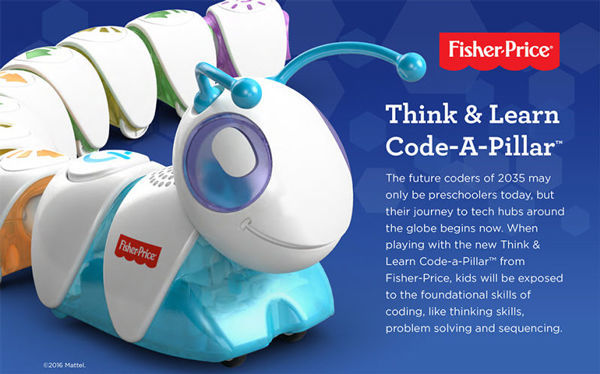 Fisher-Price®
Think & Learn
Code-A-Pillar™
The future coders of 2035 may
only be preschoolers today, but
their journey to tech hubs around
the globe begins now. When
playing with the new Think &
Learn Code-a-Pillar™ from
Fisher-Price, kids will be exposed
to the foundational skills of
coding, like thinking skills,
problem solving and sequencing.
Fisher-Price
©2016 Mattel.